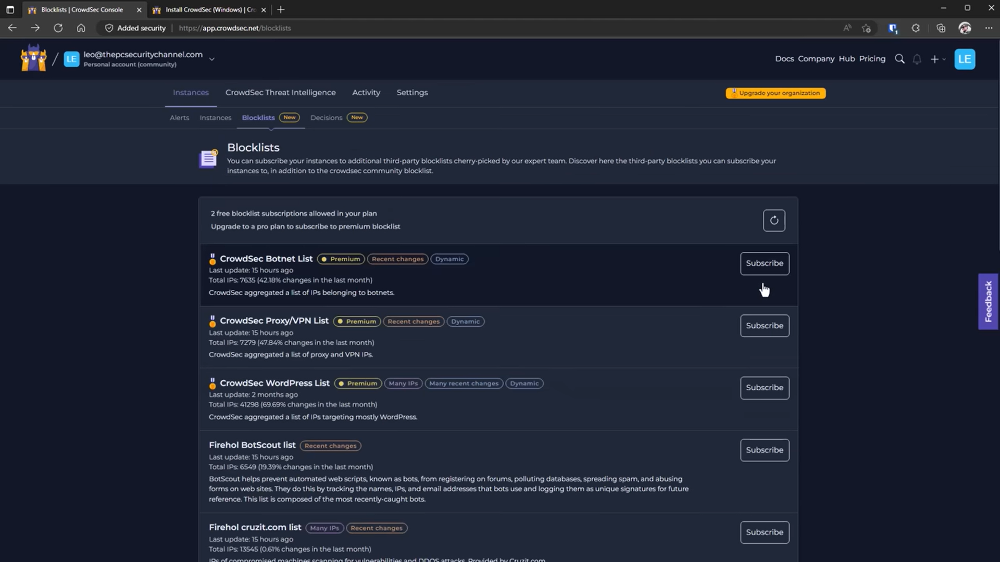 Blocklists | CrowdSec Console
Install CrowdSec (Windows) | Cr
Added security
https://app.crowdsec.net/blocklists
LE
leo@thepcsecuritychannel.com
Personal account (community)
Docs Company Hub Pricing
LE
Instances CrowdSec Threat Intelligence Activity Settings
Upgrade your organization
Alerts Instances Blocklists New Decisions New
Blocklists
You can subscribe your instances to additional third-party blocklists cherry-picked by our expert team. Discover here the third-party blocklists you can subscribe your
instances to, in addition to the crowdsec community blocklist.
2 free blocklist subscriptions allowed in your plan
Upgrade to a pro plan to subscribe to premium blocklist
CrowdSec Botnet List Premium Recent changes Dynamic
Subscribe
Last update: 15 hours ago
Total IPs: 7635 (42.18% changes in the last month)
CrowdSec aggregated a list of IPs belonging to botnets.
Feedback
CrowdSec Proxy/VPN List Premium Recent changes Dynamic
Subscribe
Last update: 15 hours ago
Total IPs: 7279 (47.84% changes in the last month)
CrowdSec aggregated a list of proxy and VPN IPs.
CrowdSec WordPress List Premium Many IPs Many recent changes Dynamic
Subscribe
Last update: 2 months ago
Total IPs: 41298 (69.69% changes in the last month)
CrowdSec aggregated a list of IPs targeting mostly WordPress.
Firehol BotScout list Recent changes
Subscribe
Last update: 15 hours ago
Total IPs: 6549 (19.39% changes in the last month)
BotScout helps prevent automated web scripts, known as bots, from registering on forums, polluting databases, spreading spam, and abusing
forms on web sites. They do this by tracking the names, IPs, and email addresses that bots use and logging them as unique signatures for future
reference. This list is composed of the most recently-caught bots.
Firehol cruzit.com list Many IPs Recent changes
Subscribe
Last update: 15 hours ago
Total IPs: 13545 (0.61% changes in the last month)
IPs of compromised machines scanning for vulnerabilities and DDOS attacks. Provided by Cruzit.com